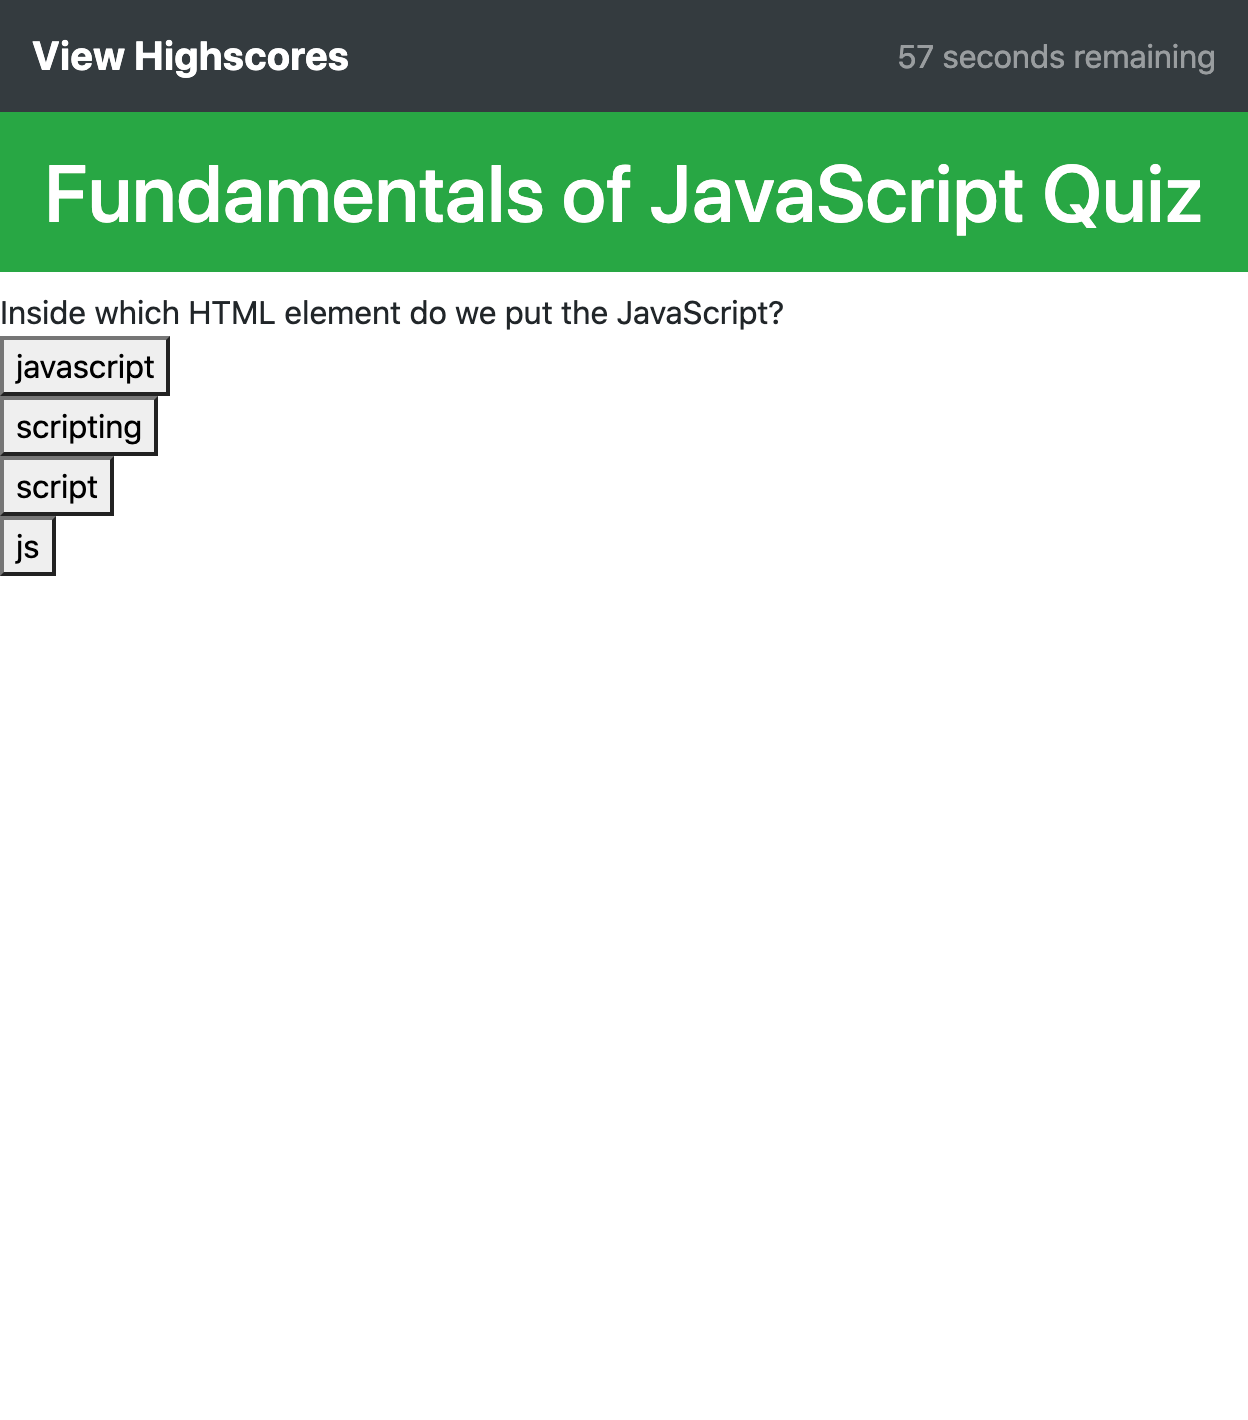 View Highscores
57 seconds remaining
Fundamentals of JavaScript Quiz
Inside which HTML element do we put the JavaScript?
javascript
scripting
script
js